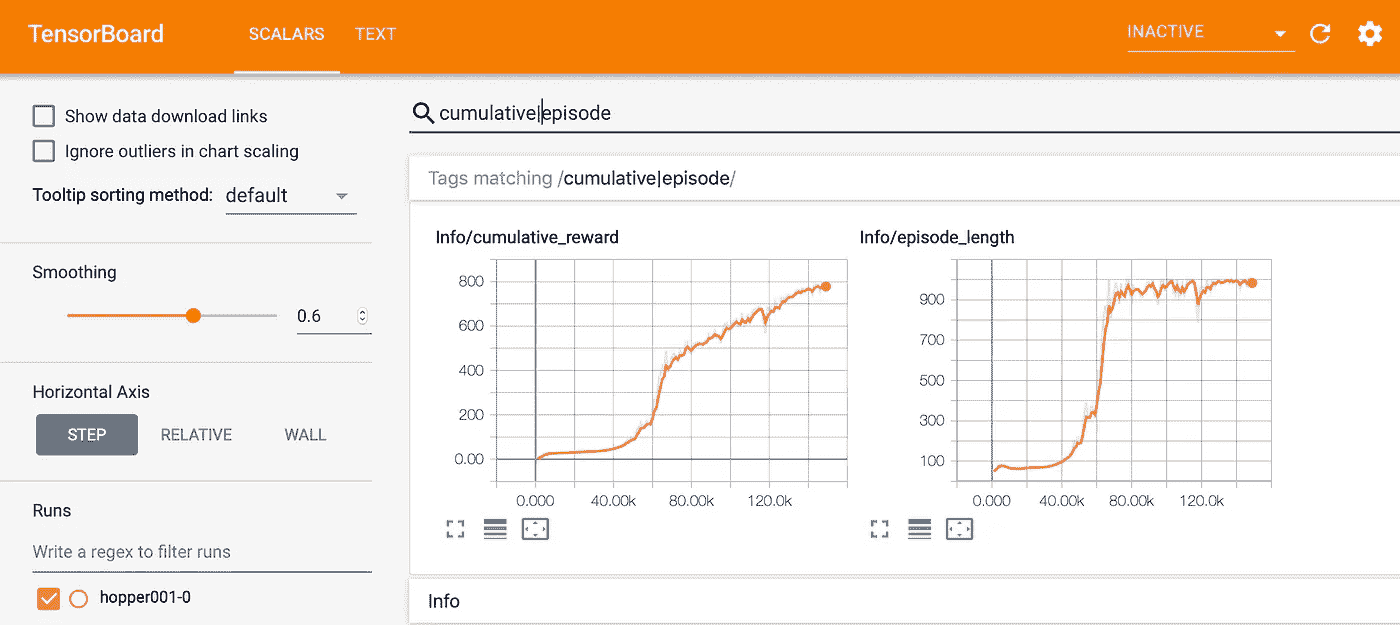 TensorBoard SCALARS TEXT INACTIVE
Show data download links
Ignore outliers in chart scaling
Tooltip sorting method: default
Smoothing
0.6
Horizontal Axis
STEP RELATIVE WALL
Runs
Write a regex to filter runs
hopper001-0
cumulative|episode
Tags matching /cumulative|episode/
Info/cumulative_reward
800
600
400
200
0.00
0.000 40.00k 80.00k 120.0k
Info/episode_length
900
700
500
300
100
0.000 40.00k 80.00k 120.0k
Info